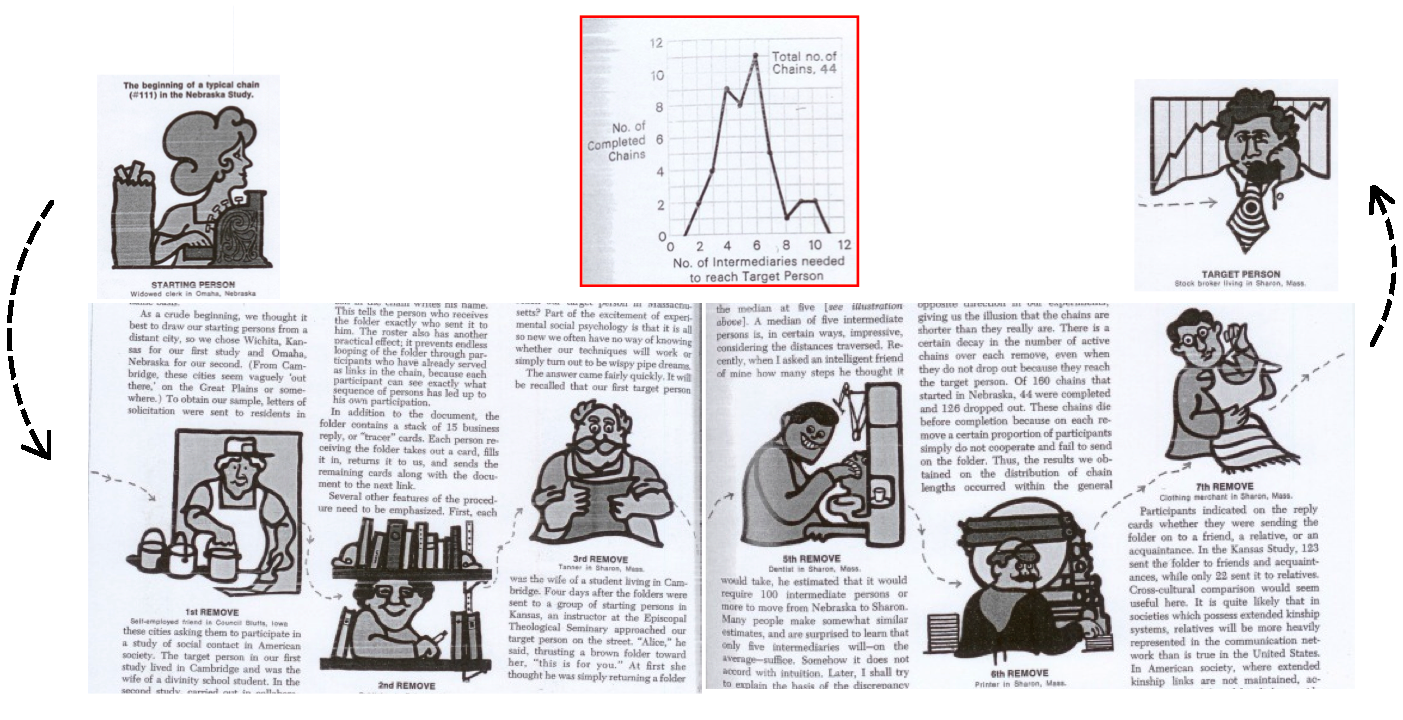 The beginning of a typical chain
(#111) in the Nebraska Study.
STARTING PERSON
Widowed clerk in Omaha, Nebraska
12
10
8
6
4
2
0
No. of
Completed
Chains
Total no. of
Chains, 44
0 2 4 6 8 10 12
No. of Intermediaries needed
to reach Target Person
TARGET PERSON
Stock broker living in Sharon, Mass.
As a crude beginning, we thought it
best to draw our starting persons from a
distant city, so we chose Wichita, Kan-
sas for our first study and Omaha,
Nebraska for our second. (From Cam-
bridge, these cities seem vaguely 'out
there,' on the Great Plains or some-
where.) To obtain our sample, letters of
solicitation were sent to residents in
1st REMOVE
Self-employed friend in Council Bluffs, Iowa
these cities asking them to participate in
a study of social contact in American
society. The target person in our first
study lived in Cambridge and was the
wife of a divinity school student. In the
second study, carried out in
in the chain writes his name.
This tells the person who receives
the folder exactly who sent it to
him. The roster also has another
practical effect; it prevents endless
looping of the folder through par-
ticipants who have already served
as links in the chain, because each
participant can see exactly what
sequence of persons has led up to
his own participation.
In addition to the document, the
folder contains a stack of 15 business
reply, or "tracer" cards. Each person re-
ceiving the folder takes out a card, fills
it in, returns it to us, and sends the
remaining cards along with the docu-
ment to the next link.
Several other features of the proced-
ure need to be emphasized. First, each
2nd REMOVE
target person in Massachu-
setts? Part of the excitement of experi-
mental social psychology is that it is all
so new we often have no way of knowing
whether our techniques will work or
simply turn out to be wispy pipe dreams.
The answer came fairly quickly. It will
be recalled that our first target person
3rd REMOVE
Tanner in Sharon, Mass.
was the wife of a student living in Cam-
bridge. Four days after the folders were
sent to a group of starting persons in
Kansas, an instructor at the Episcopal
Theological Seminary approached our
target person on the street. "Alice," he
said, thrusting a brown folder toward
her, "this is for you." At first she
thought he was simply returning a folder
the median at five [see illustration
above]. A median of five intermediate
persons is, in certain ways, impressive,
considering the distances traversed. Re-
cently, when I asked an intelligent friend
of mine how many steps he thought it
5th REMOVE
Dentist in Sharon, Mass.
would take, he estimated that it would
require 100 intermediate persons or
more to move from Nebraska to Sharon.
Many people make somewhat similar
estimates, and are surprised to learn that
only five intermediaries will—on the
average—suffice. Somehow it does not
accord with intuition. Later, I shall try
to explain the basis of the discrepancy
opposite direction in our experiments,
giving us the illusion that the chains are
shorter than they really are. There is a
certain decay in the number of active
chains over each remove, even when
they do not drop out because they reach
the target person. Of 160 chains that
started in Nebraska, 44 were completed
and 126 dropped out. These chains die
before completion because on each re-
move a certain proportion of participants
simply do not cooperate and fail to send
on the folder. Thus, the results we ob-
tained on the distribution of chain
lengths occurred within the general
6th REMOVE
Printer in Sharon, Mass.
7th REMOVE
Clothing merchant in Sharon, Mass.
Participants indicated on the reply
cards whether they were sending the
folder on to a friend, a relative, or an
acquaintance. In the Kansas Study, 123
sent the folder to friends and acquaint-
ances, while only 22 sent it to relatives.
Cross-cultural comparison would seem
useful here. It is quite likely that in
societies which possess extended kinship
systems, relatives will be more heavily
represented in the communication net-
work than is true in the United States.
In American society, where extended
kinship links are not maintained, ac-